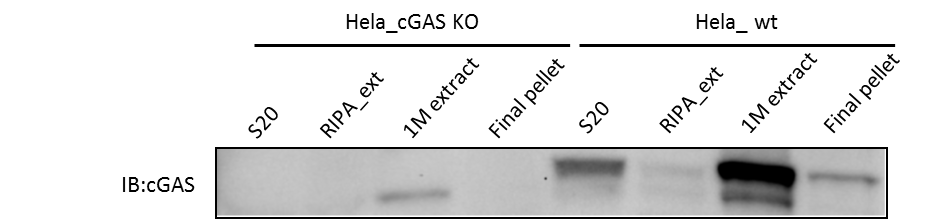 Hela_cGAS KO
Hela_ wt
S20
RIPA_ext
1M extract
Final pellet
S20
RIPA_ext
1M extract
Final pellet
IB:cGAS